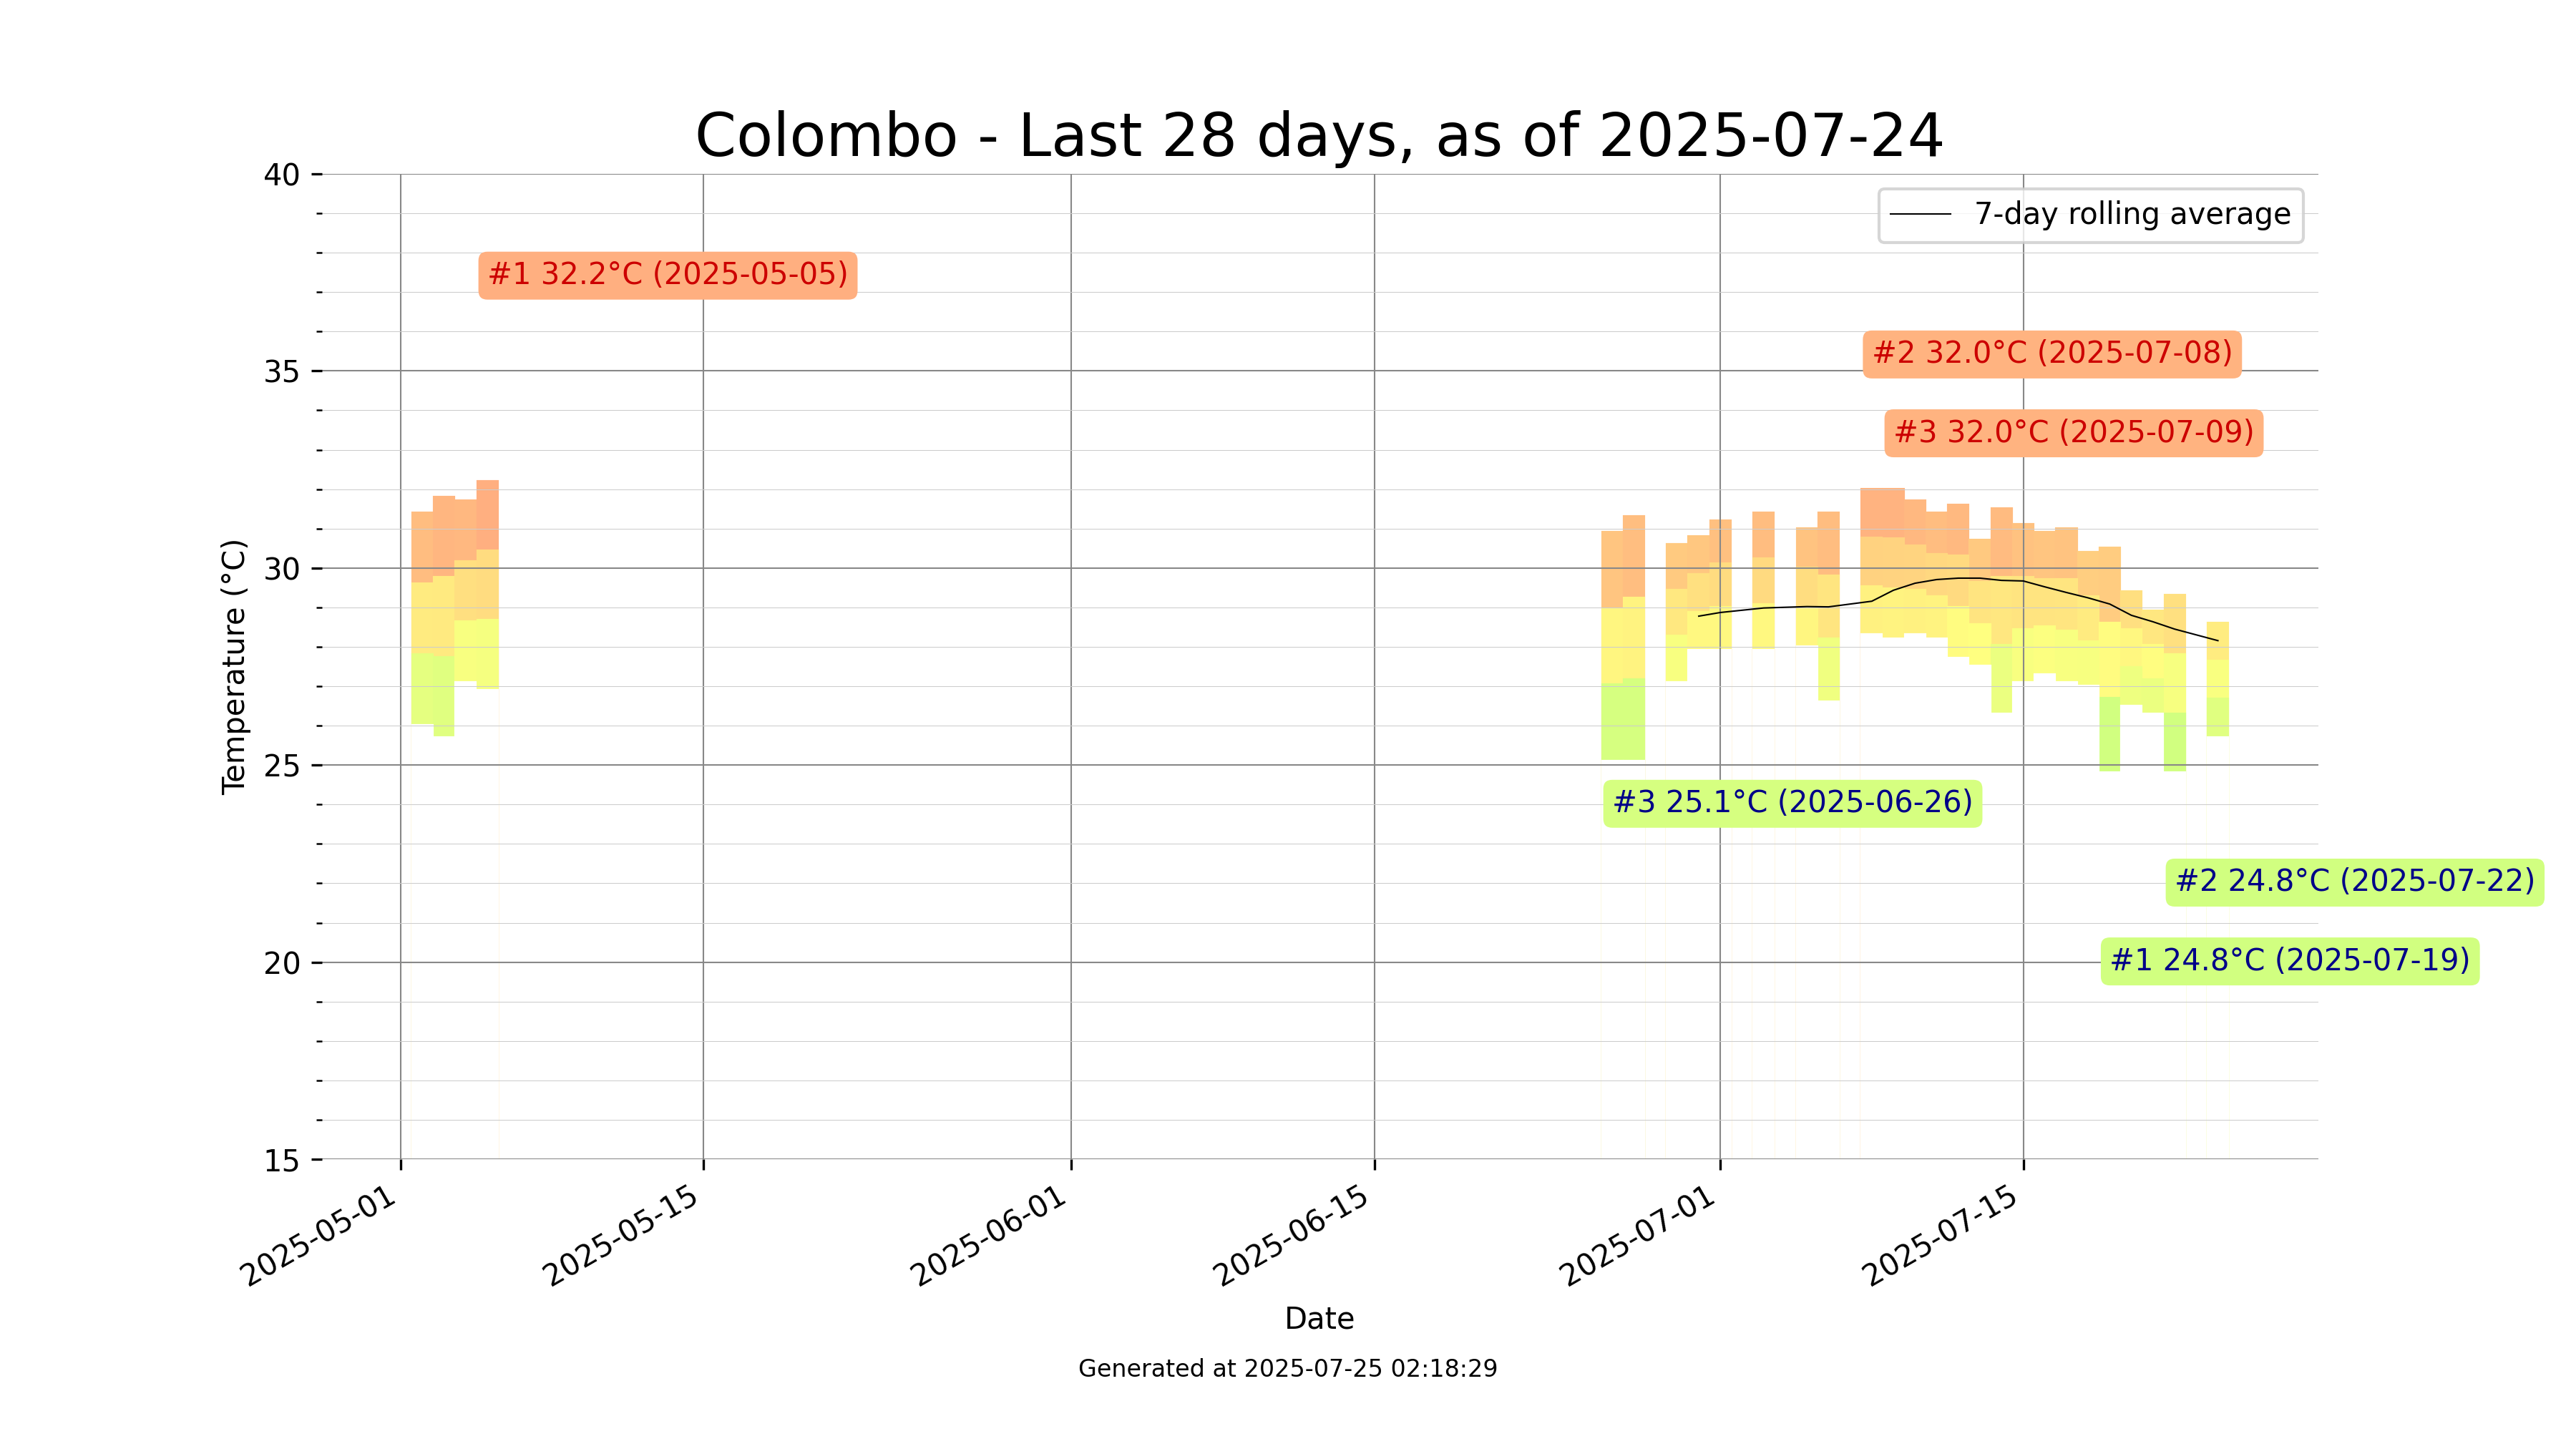 Colombo - Last 28 days, as of 2025-07-24
7-day rolling average
#1 32.2°C (2025-05-05)
#2 32.0°C (2025-07-08)
#3 32.0°C (2025-07-09)
#3 25.1°C (2025-06-26)
#2 24.8°C (2025-07-22)
#1 24.8°C (2025-07-19)
Temperature (°C)
40
35
30
25
20
15
2025-05-01
2025-05-15
2025-06-01
2025-06-15
2025-07-01
2025-07-15
Date
Generated at 2025-07-25 02:18:29